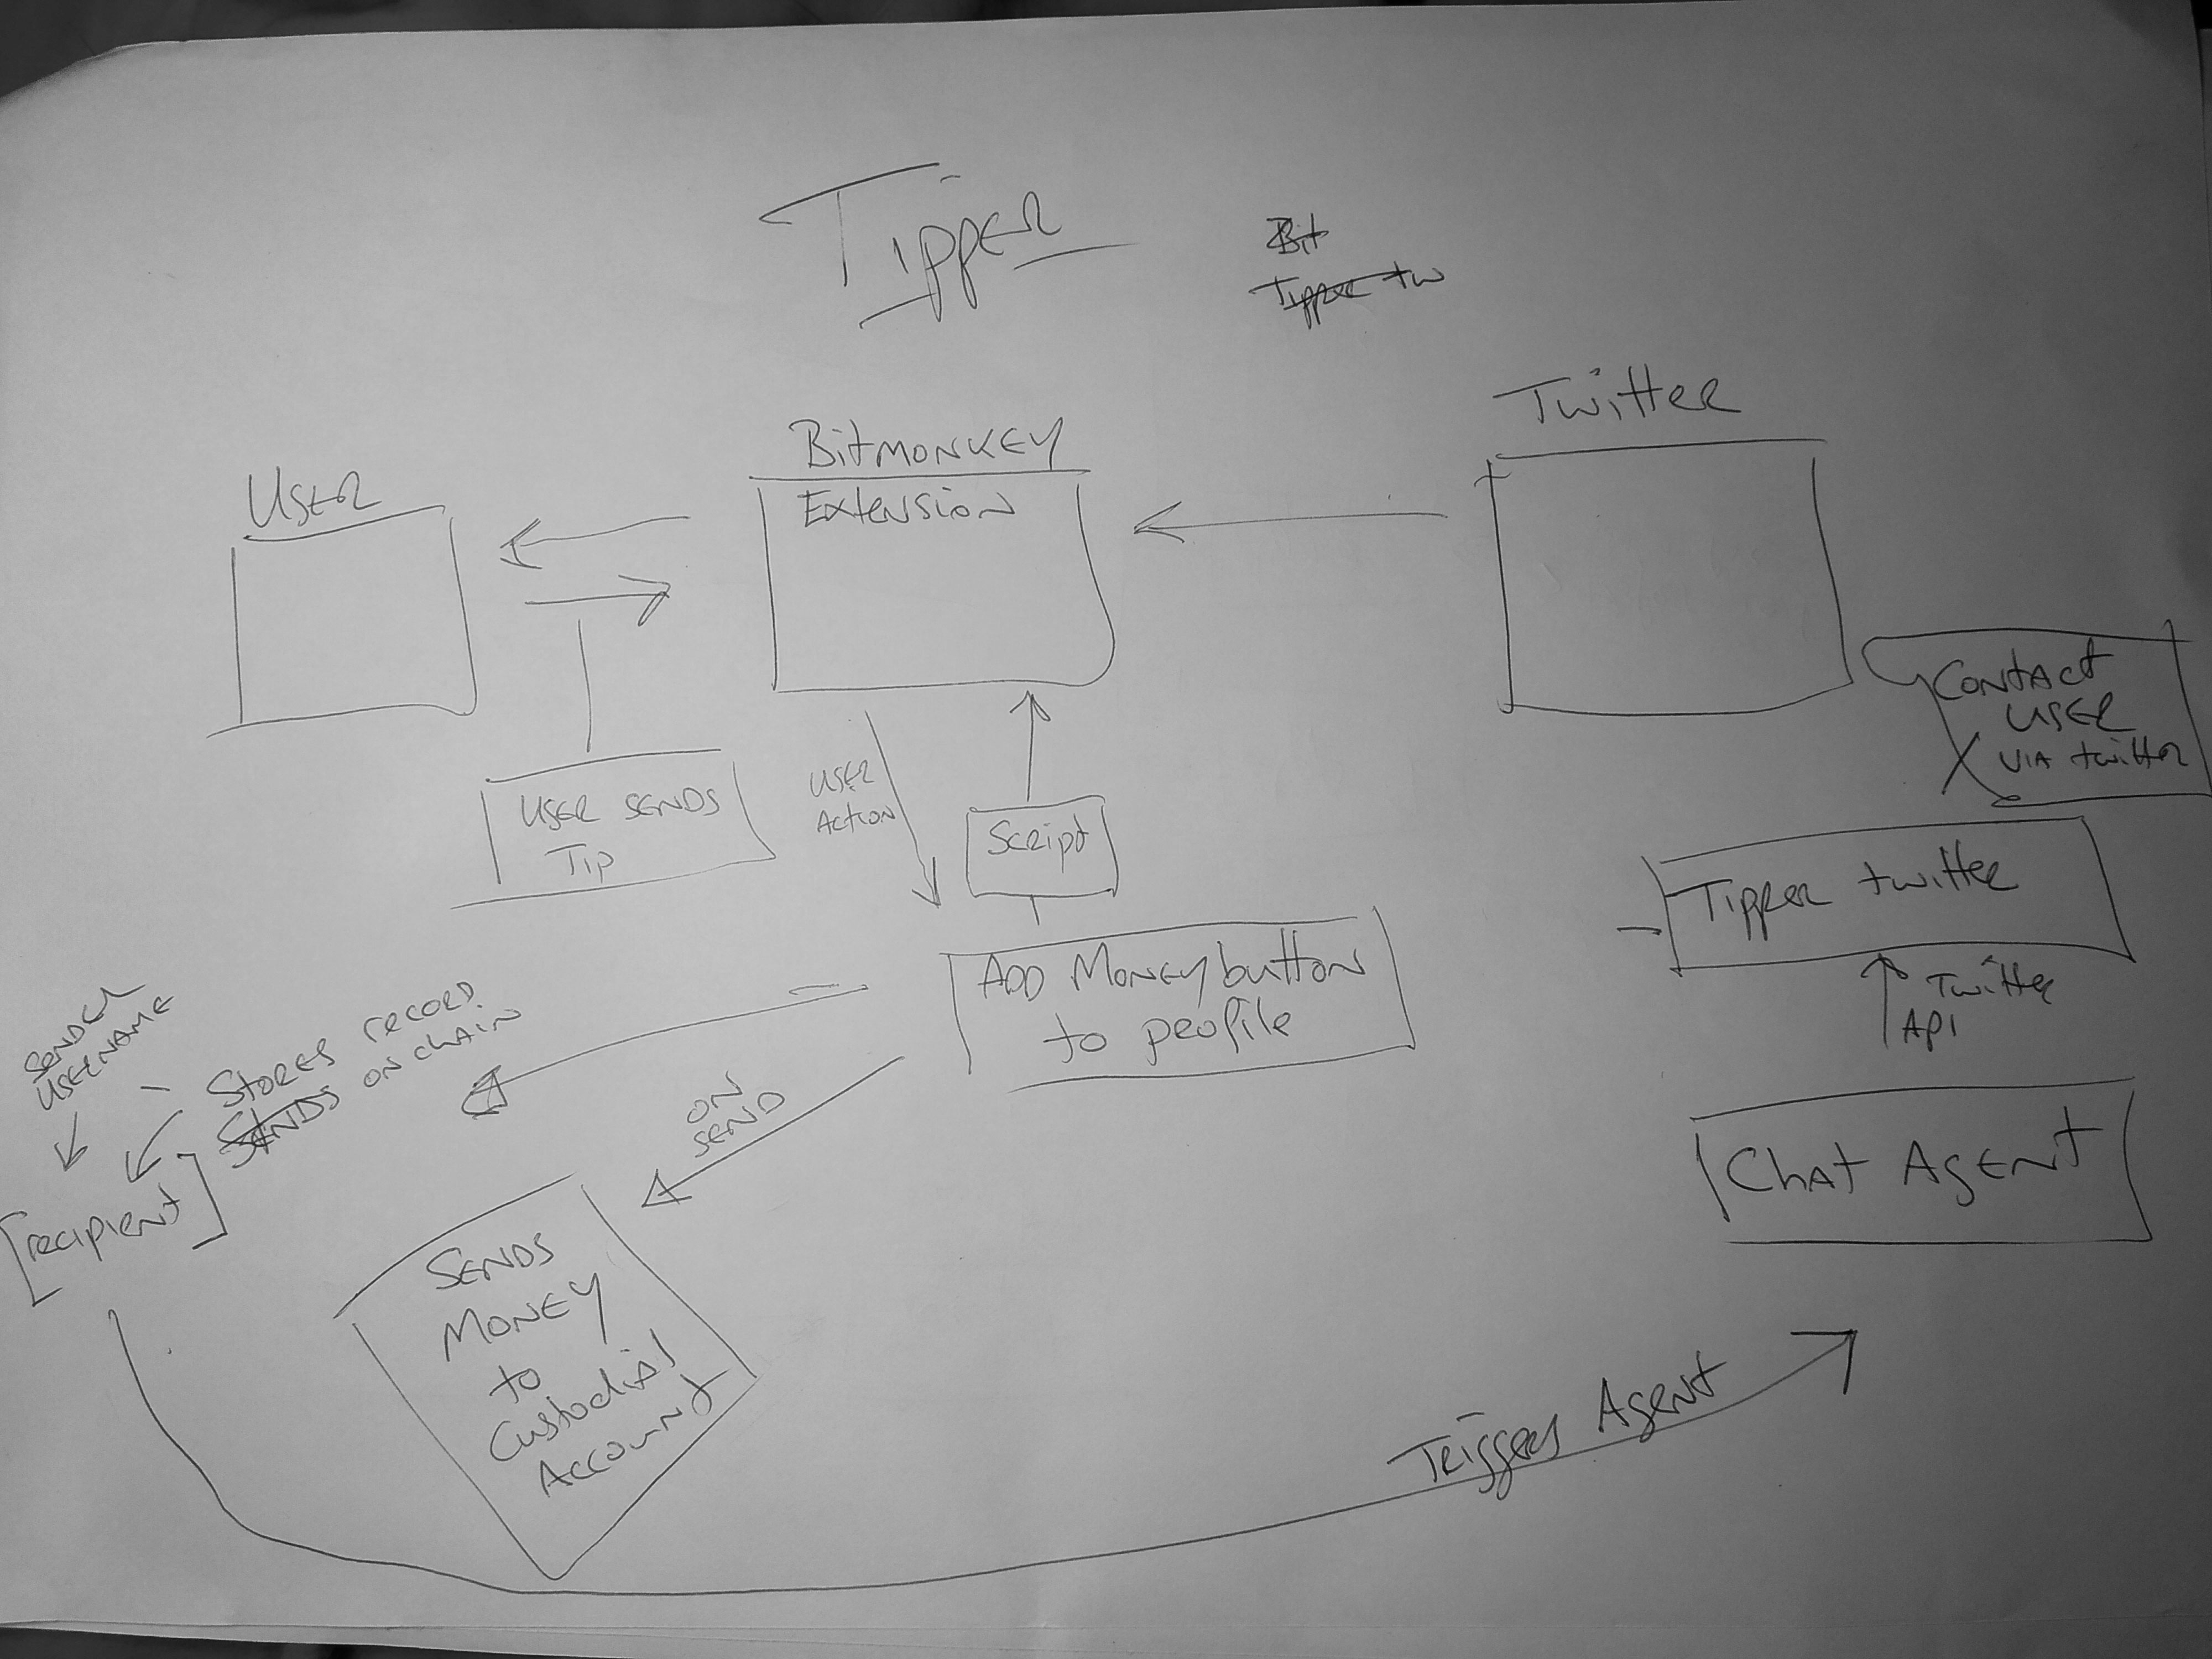 Tipper
Bit
Tipper tw
Twitter
Bitmonkey
Extension
User
Contact
User
via twitter
User sends
Tip
User
Action
Script
Tipper twitter
Twitter
API
Add Moneybutton
to profile
Sender
Username
Stores record
Sends on chain
[recipient]
On
Send
Chat Agent
Sends
Money
to
Custodial
Account
Triggers Agent